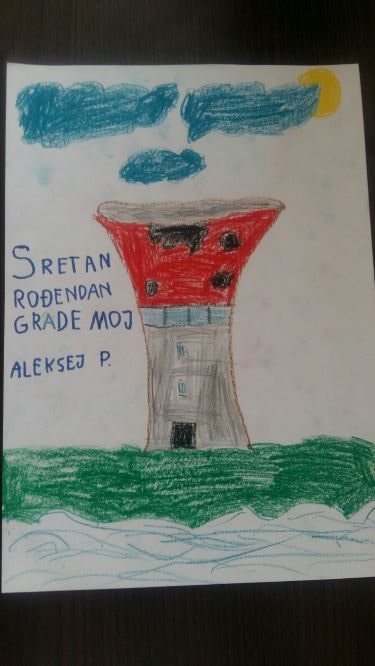 SRETAN
ROĐENDAN
GRADE MOJ
ALEKSEJ P.